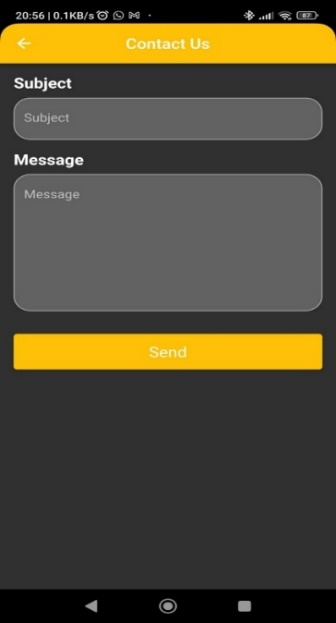 20:56 | 0.1KB/s
Contact Us
Subject
Subject
Message
Message
Send